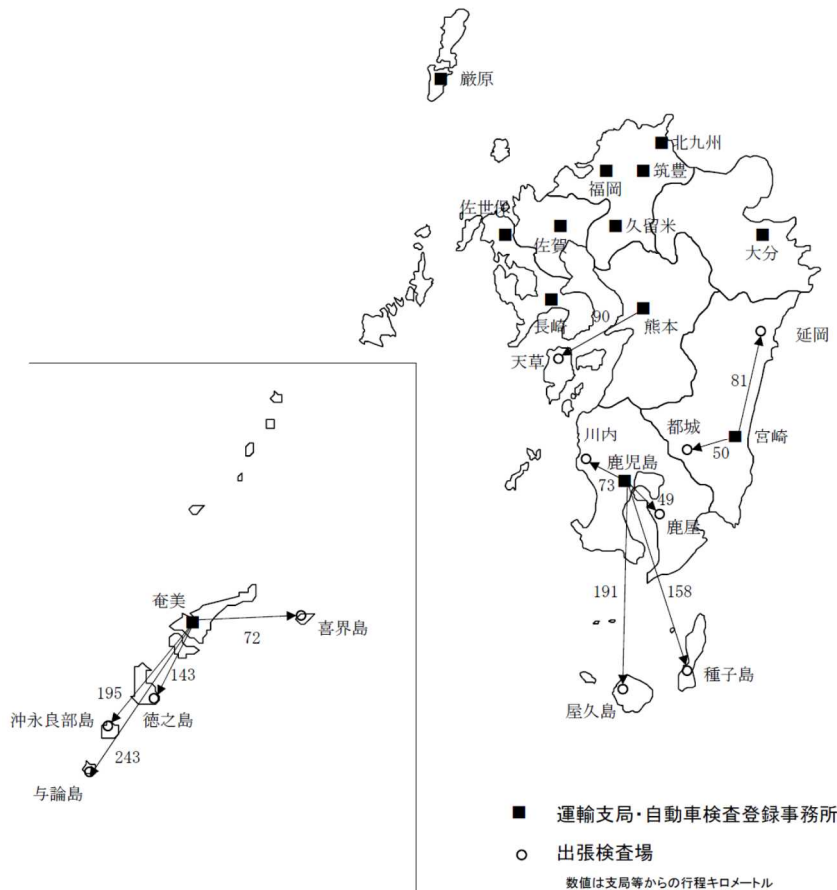 厳原
北九州
福岡
筑豊
佐世保
佐賀
久留米
大分
長崎
90
熊本
延岡
天草
81
川内
都城
宮崎
50
鹿児島
73
49
鹿屋
191
158
奄美
喜界島
72
143
種子島
195
屋久島
沖永良部島
徳之島
243
与論島
■ 運輸支局・自動車検査登録事務所
○ 出張検査場
数値は支局等からの行程キロメートル